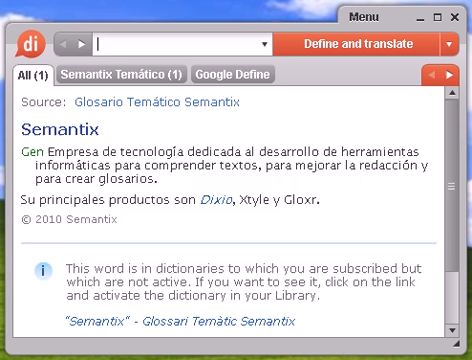 Menu
di
Define and translate
All (1)
Semantix Temático (1)
Google Define
Source: Glosario Temático Semantix
Semantix
Gen Empresa de tecnología dedicada al desarrollo de herramientas
informáticas para comprender textos, para mejorar la redacción y
para crear glosarios.
Su principales productos son Dixio, Xtyle y Gloxr.
© 2010 Semantix
i
This word is in dictionaries to which you are subscribed but
which are not active. If you want to see it, click on the link
and activate the dictionary in your Library.
"Semantix" - Glossari Temàtic Semantix